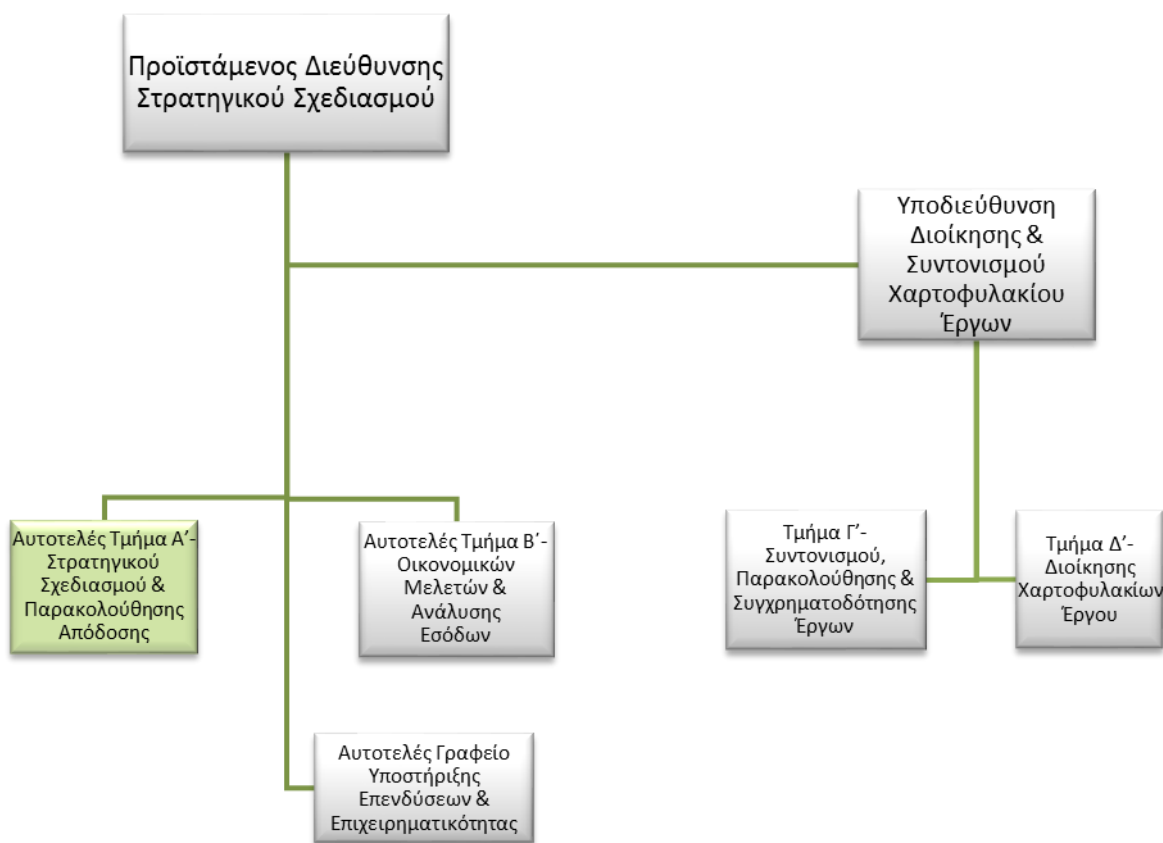 Προϊστάμενος Διεύθυνσης
Στρατηγικού Σχεδιασμού
Υποδιεύθυνση
Διοίκησης &
Συντονισμού
Χαρτοφυλακίου
Έργων
Αυτοτελές Τμήμα Α’-
Στρατηγικού
Σχεδιασμού &
Παρακολούθησης
Απόδοσης
Αυτοτελές Τμήμα Β΄-
Οικονομικών
Μελετών &
Ανάλυσης
Εσόδων
Τμήμα Γ’-
Συντονισμού,
Παρακολούθησης &
Συγχρηματοδότησης
Έργων
Τμήμα Δ’-
Διοίκησης
Χαρτοφυλακίων
Έργου
Αυτοτελές Γραφείο
Υποστήριξης
Επενδύσεων &
Επιχειρηματικότητας